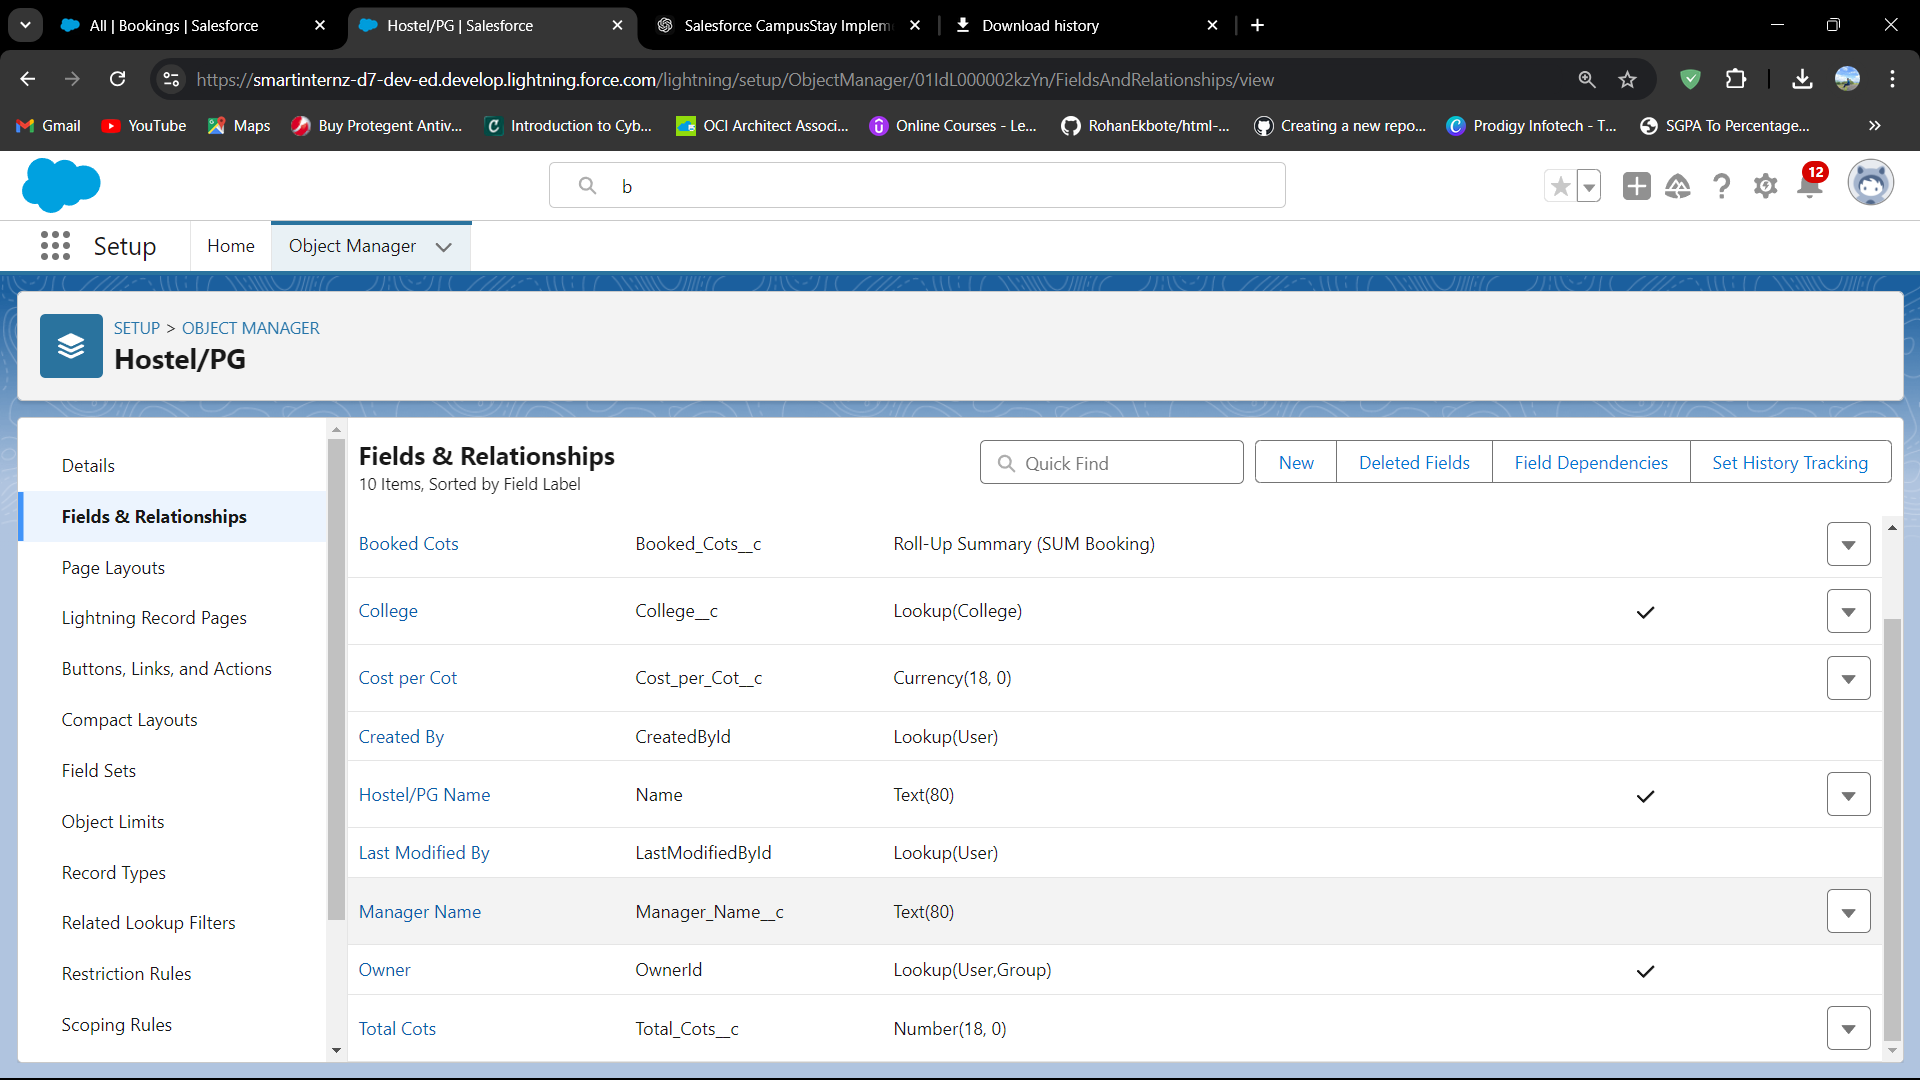 All | Bookings | Salesforce
Hostel/PG | Salesforce
Salesforce CampusStay Implem
Download history
https://smartinternz-d7-dev-ed.develop.lightning.force.com/lightning/setup/ObjectManager/01IdL000002kzYn/FieldsAndRelationships/view
Gmail
YouTube
Maps
Buy Protegent Antiv...
Introduction to Cyb...
OCI Architect Associ...
Online Courses - Le...
RohanEkbote/html-...
Creating a new repo...
Prodigy Infotech - T...
SGPA To Percentage...
b
12
Setup
Home
Object Manager
SETUP > OBJECT MANAGER
Hostel/PG
Details
Fields & Relationships
Page Layouts
Lightning Record Pages
Buttons, Links, and Actions
Compact Layouts
Field Sets
Object Limits
Record Types
Related Lookup Filters
Restriction Rules
Scoping Rules
Fields & Relationships
10 Items, Sorted by Field Label
Quick Find
New
Deleted Fields
Field Dependencies
Set History Tracking
Booked Cots Booked_Cots__c Roll-Up Summary (SUM Booking)
College College__c Lookup(College)
Cost per Cot Cost_per_Cot__c Currency(18, 0)
Created By CreatedById Lookup(User)
Hostel/PG Name Name Text(80)
Last Modified By LastModifiedById Lookup(User)
Manager Name Manager_Name__c Text(80)
Owner OwnerId Lookup(User,Group)
Total Cots Total_Cots__c Number(18, 0)